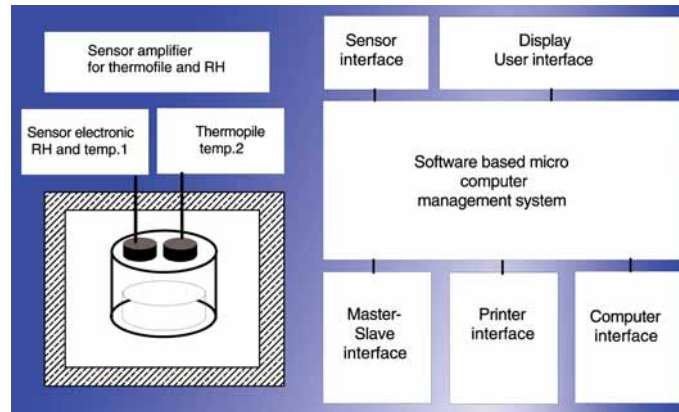 Sensor amplifier
for thermofile and RH
Sensor electronic
RH and temp.1
Thermopile
temp.2
Sensor
interface
Display
User interface
Software based micro
computer
management system
Master-
Slave
interface
Printer
interface
Computer
interface